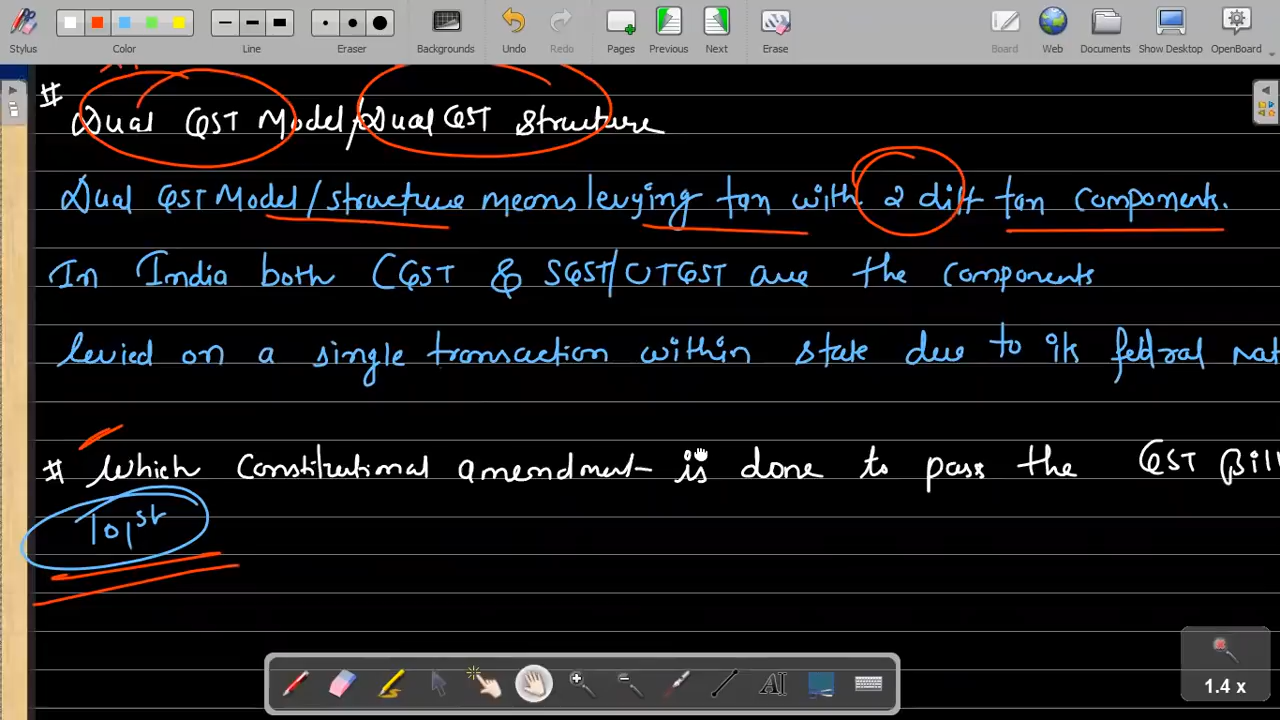 Stylus Color Line Eraser Backgrounds Undo Redo Pages Previous Next Erase Board Web Documents Show Desktop OpenBoard
# Dual GST Model/Dual GST Structure
Dual GST Model/structure means levying tax with 2 diff tax components.
In India both CGST & SGST/UTGST are the components
levied on a single transaction within state due to its fedral nat
# Which Constitutional amendment is done to pass the GST Bill
101st
1.4 x